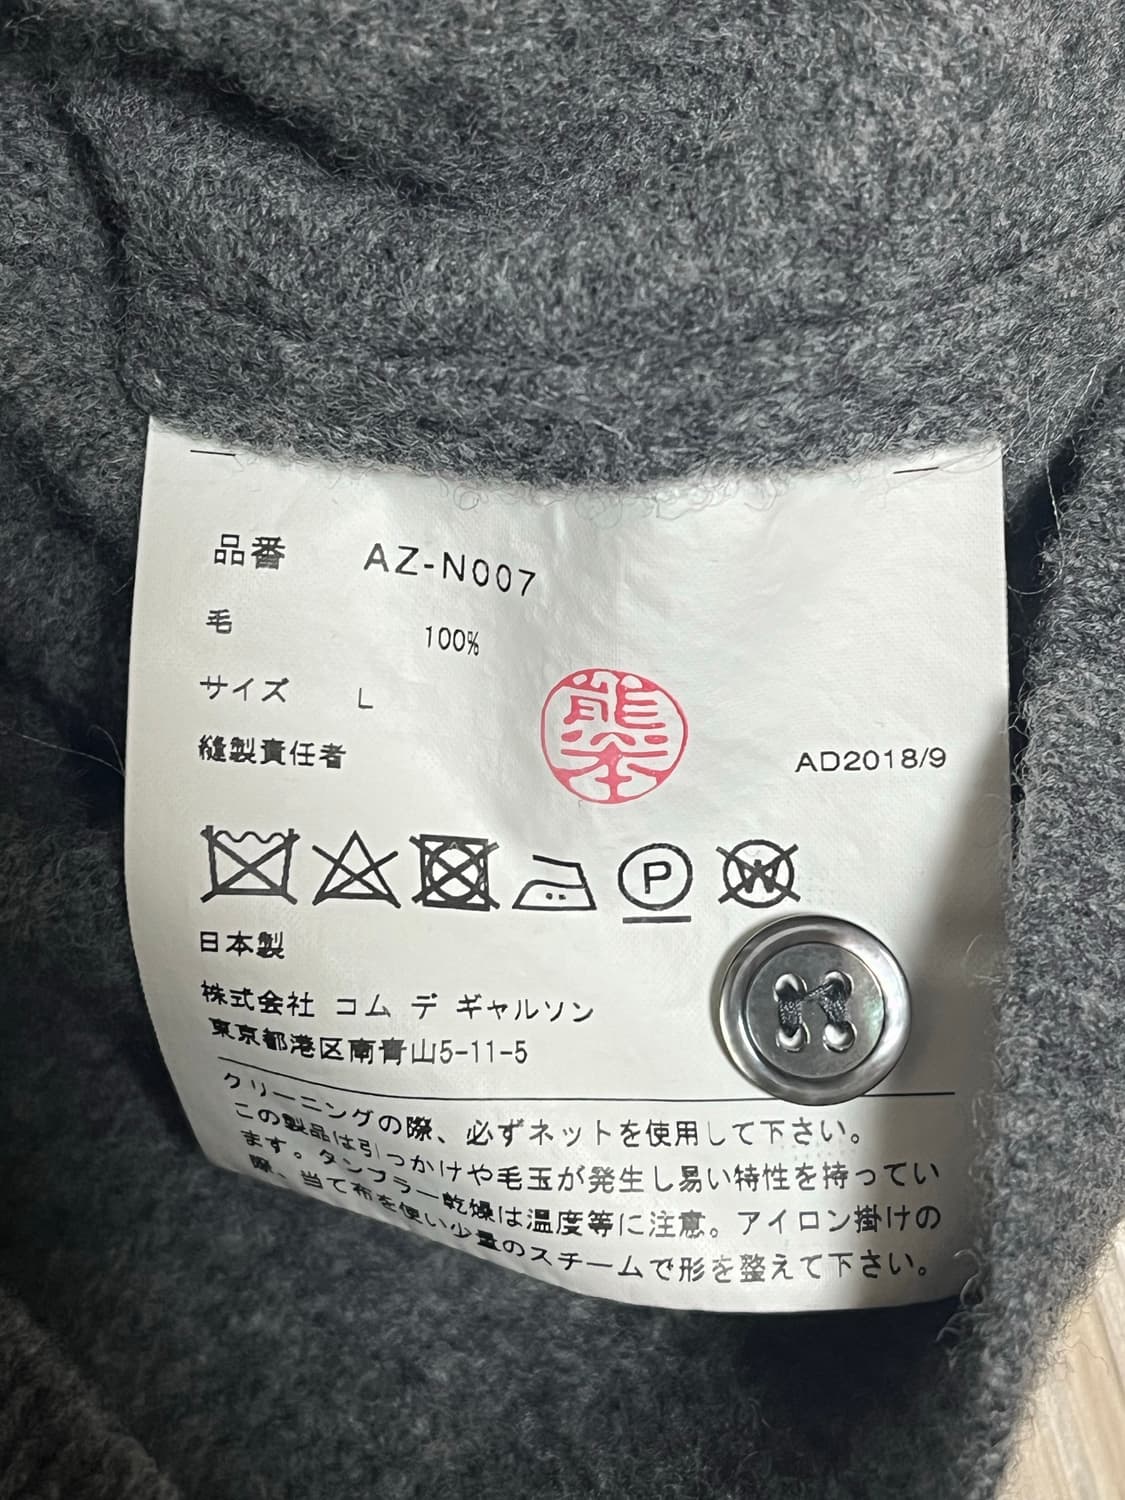 品番 AZ-N007
毛 100%
サイズ L
縫製責任者
熊本
AD2018/9
P W
日本製
株式会社 コム デ ギャルソン
東京都港区南青山5-11-5
クリーニングの際、必ずネットを使用して下さい。
この製品は引っかけや毛玉が発生し易い特性を持ってい
ます。タンブラー乾燥は温度等に注意。アイロン掛けの
際、当て布を使い少量のスチームで形を整えて下さい。